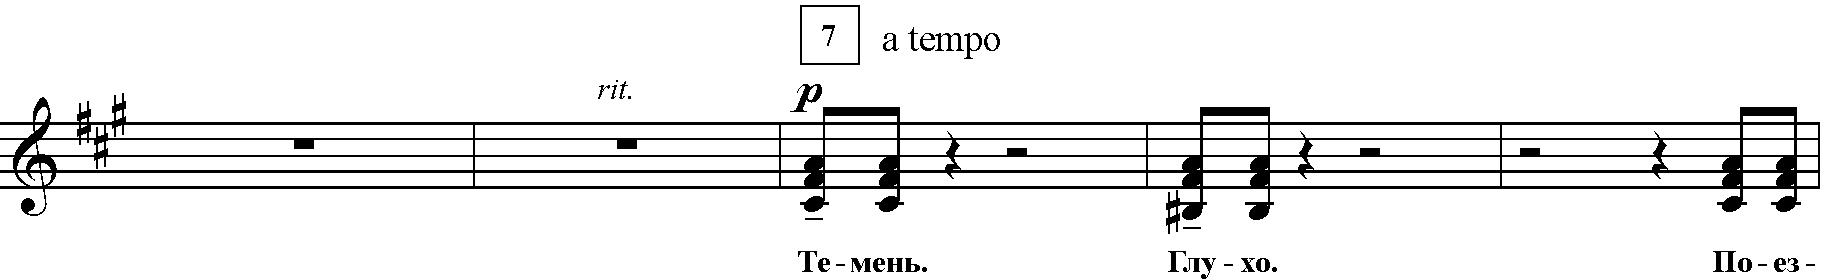 7 a tempo
rit. p
Те-мень. Глу-хо. По-ез-